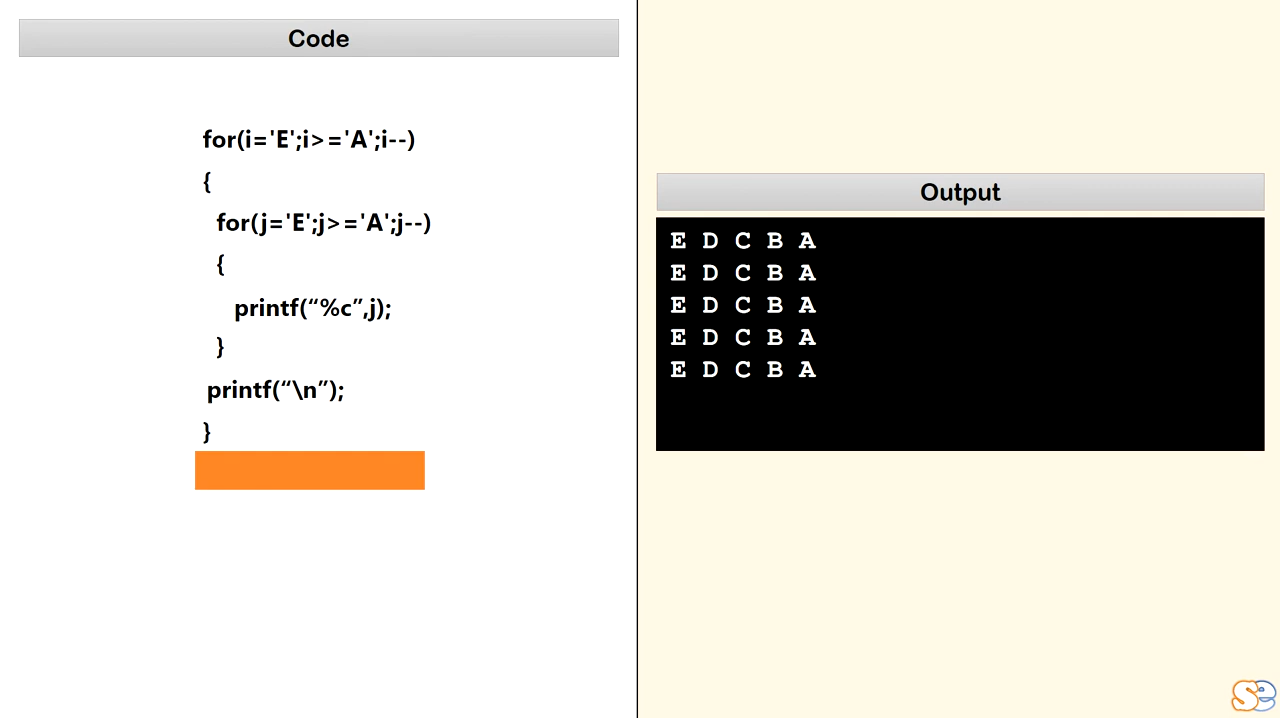 Code
for(i='E';i>='A';i--)
{
for(j='E';j>='A';j--)
{
printf(“%c”,j);
}
printf(“\n”);
}
Output
E D C B A
E D C B A
E D C B A
E D C B A
E D C B A